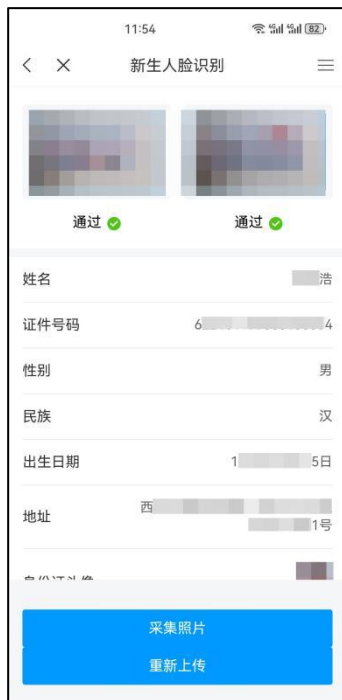 11:54
82
新生人脸识别
通过
通过
姓名
浩
证件号码
6 4
性别
男
民族
汉
出生日期
1 5日
地址
西
1号
采集照片
重新上传